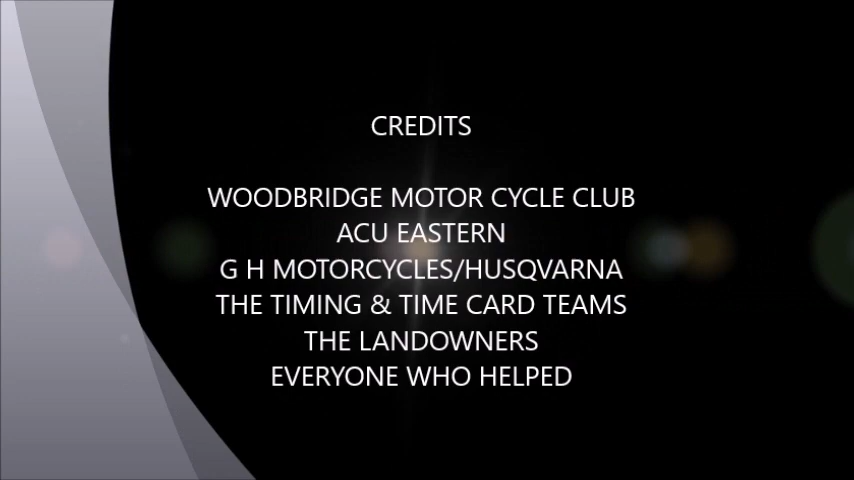 CREDITS
WOODBRIDGE MOTOR CYCLE CLUB
ACU EASTERN
G H MOTORCYCLES/HUSQVARNA
THE TIMING & TIME CARD TEAMS
THE LANDOWNERS
EVERYONE WHO HELPED